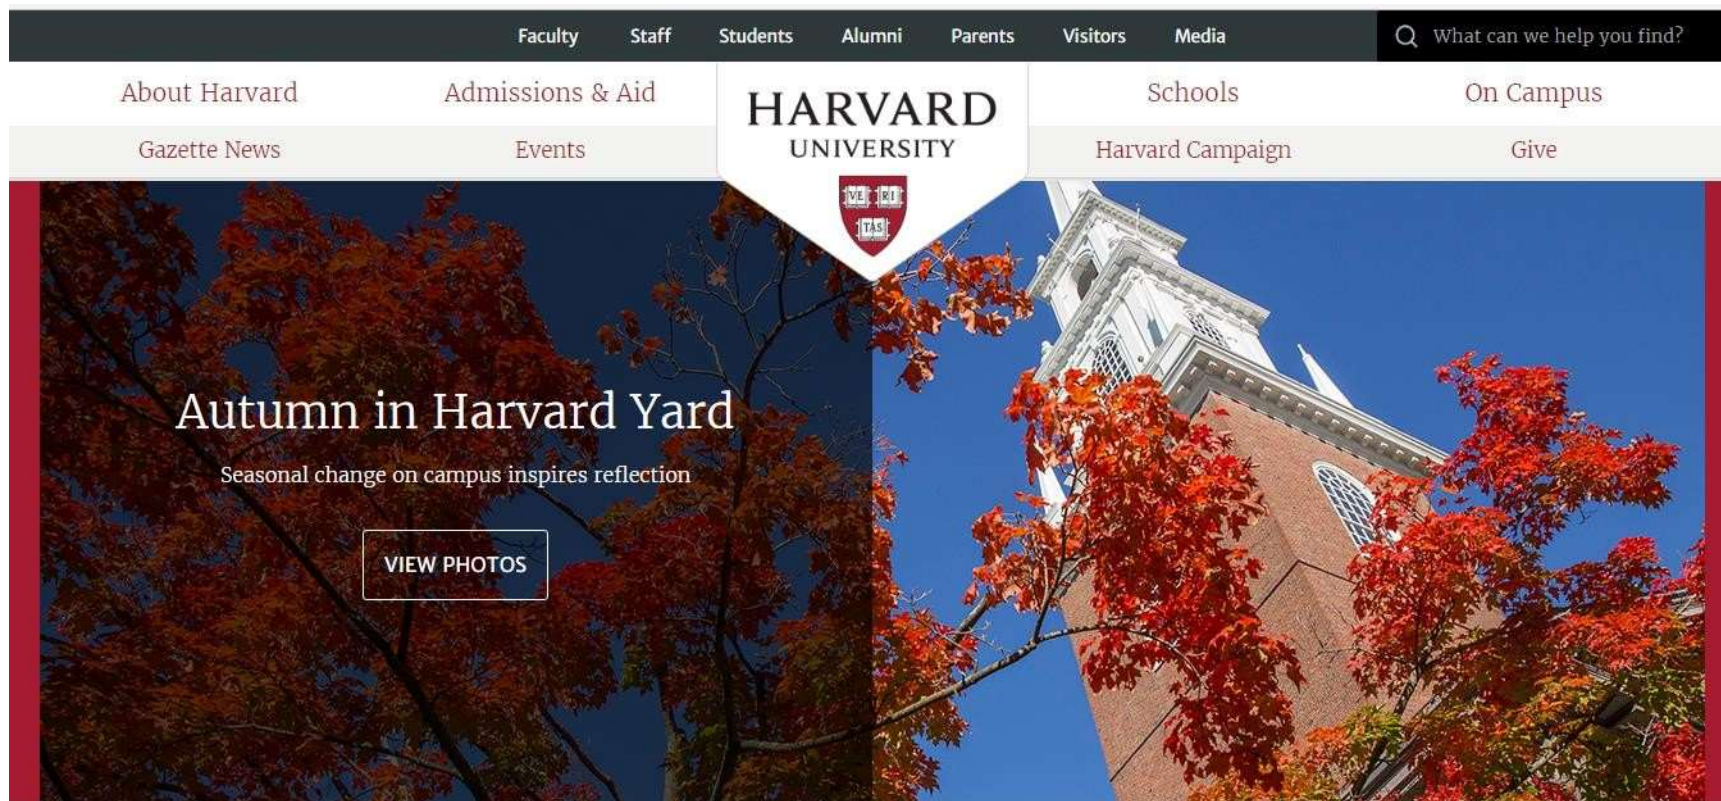 Faculty Staff Students Alumni Parents Visitors Media What can we help you find?
About Harvard Admissions & Aid Schools On Campus
HARVARD
UNIVERSITY
VE RI
TAS
Gazette News Events Harvard Campaign Give
Autumn in Harvard Yard
Seasonal change on campus inspires reflection
VIEW PHOTOS